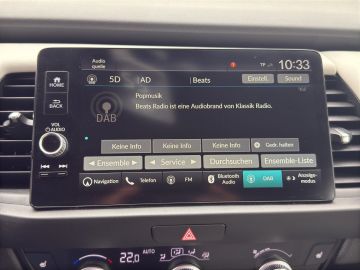 Audio
quelle
TF 10:33
HOME
5D AD Beats Einstell. Sound
Popmusik
BACK
Beats Radio ist eine Audiobrand von Klassik Radio.
DAB
VOL
AUDIO
Keine Info Keine Info Keine Info Gedr. halten
Ensemble Service Durchsuchen Ensemble-Liste
Navigation Telefon FM Bluetooth Audio DAB Anzeige-modus
AUTO
22.0